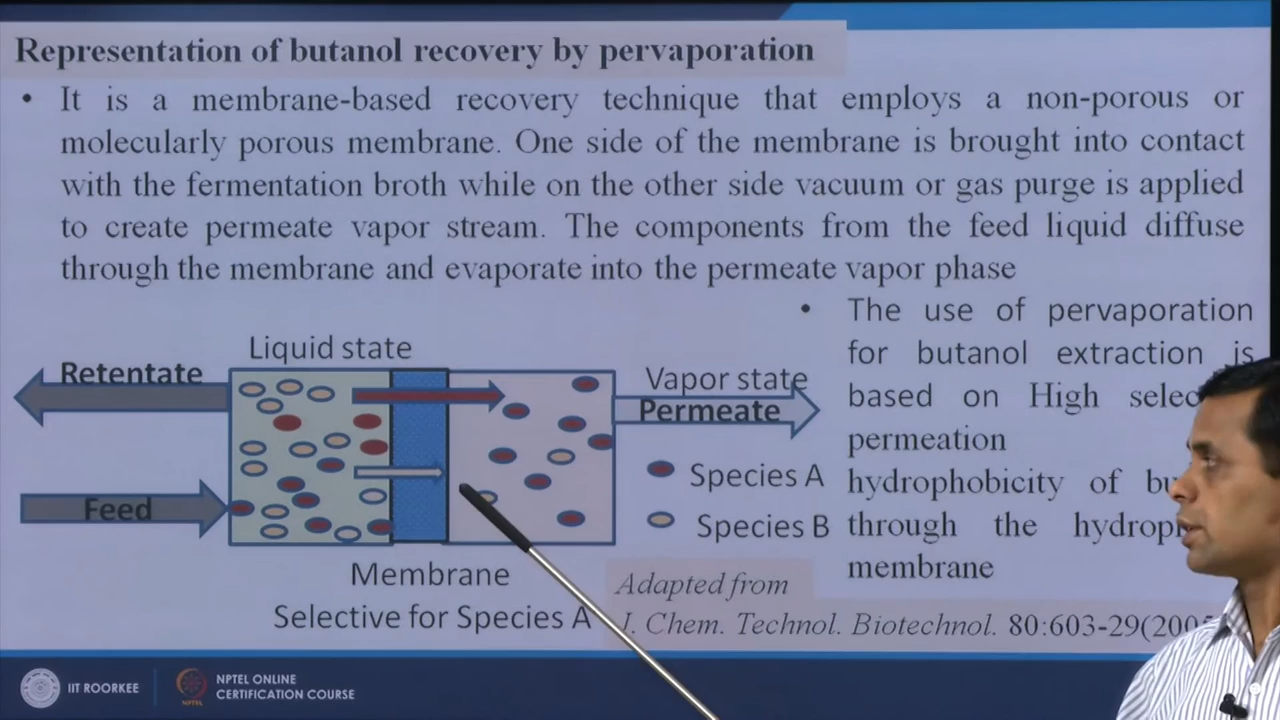 Representation of butanol recovery by pervaporation
• It is a membrane-based recovery technique that employs a non-porous or
molecularly porous membrane. One side of the membrane is brought into contact
with the fermentation broth while on the other side vacuum or gas purge is applied
to create permeate vapor stream. The components from the feed liquid diffuse
through the membrane and evaporate into the permeate vapor phase
• The use of pervaporation
for butanol extraction is
based on High
permeation
hydrophobicity of
through the
membrane
Liquid state
Retentate
Vapor state
Permeate
Feed
Species A
Species B
Membrane
Selective for Species A
Adapted from
J. Chem. Technol. Biotechnol. 80:603-29
IIT ROORKEE
NPTEL ONLINE
CERTIFICATION COURSE
NPTEL